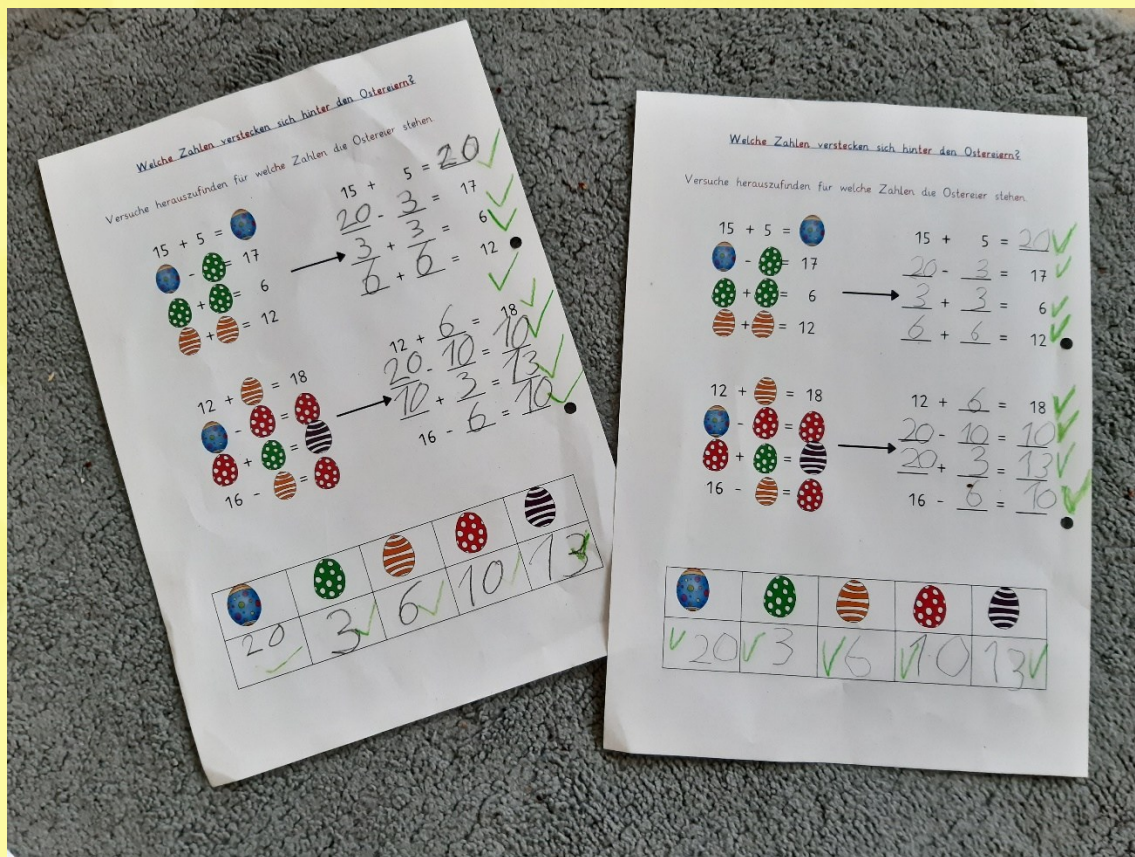 Welche Zahlen verstecken sich hinter den Ostereiern?
Versuche herauszufinden für welche Zahlen die Ostereier stehen.
15 + 5 =
- = 17
+ = 6
+ = 12
15 + 5 = 20
20 - 3 = 17
3 + 3 = 6
6 + 6 = 12
12 + = 18
- =
+ =
16 - =
12 + 6 = 18
20 - 10 = 10
10 + 3 = 13
16 - 6 = 10
20 3 6 10 13
Welche Zahlen verstecken sich hinter den Ostereiern?
Versuche herauszufinden für welche Zahlen die Ostereier stehen.
15 + 5 =
- = 17
+ = 6
+ = 12
15 + 5 = 20
20 - 3 = 17
3 + 3 = 6
6 + 6 = 12
12 + = 18
- =
+ =
16 - =
12 + 6 = 18
20 - 10 = 10
20 + 3 = 13
16 - 6 = 10
20 3 6 10 13